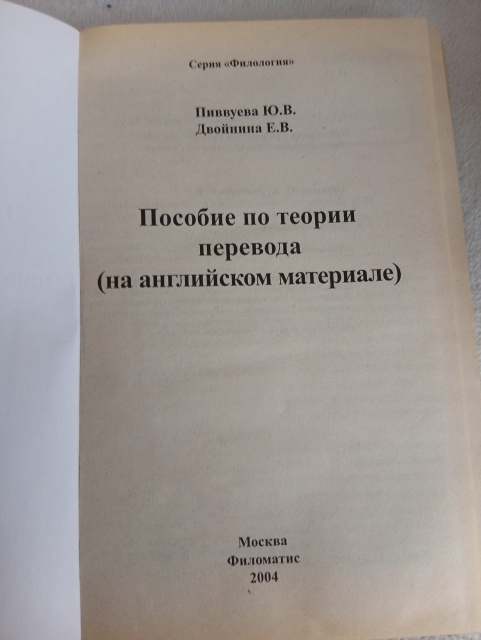 Серия «Филология»
Пиввуева Ю.В.
Двойнина Е.В.
Пособие по теории
перевода
(на английском материале)
Москва
Филоматис
2004